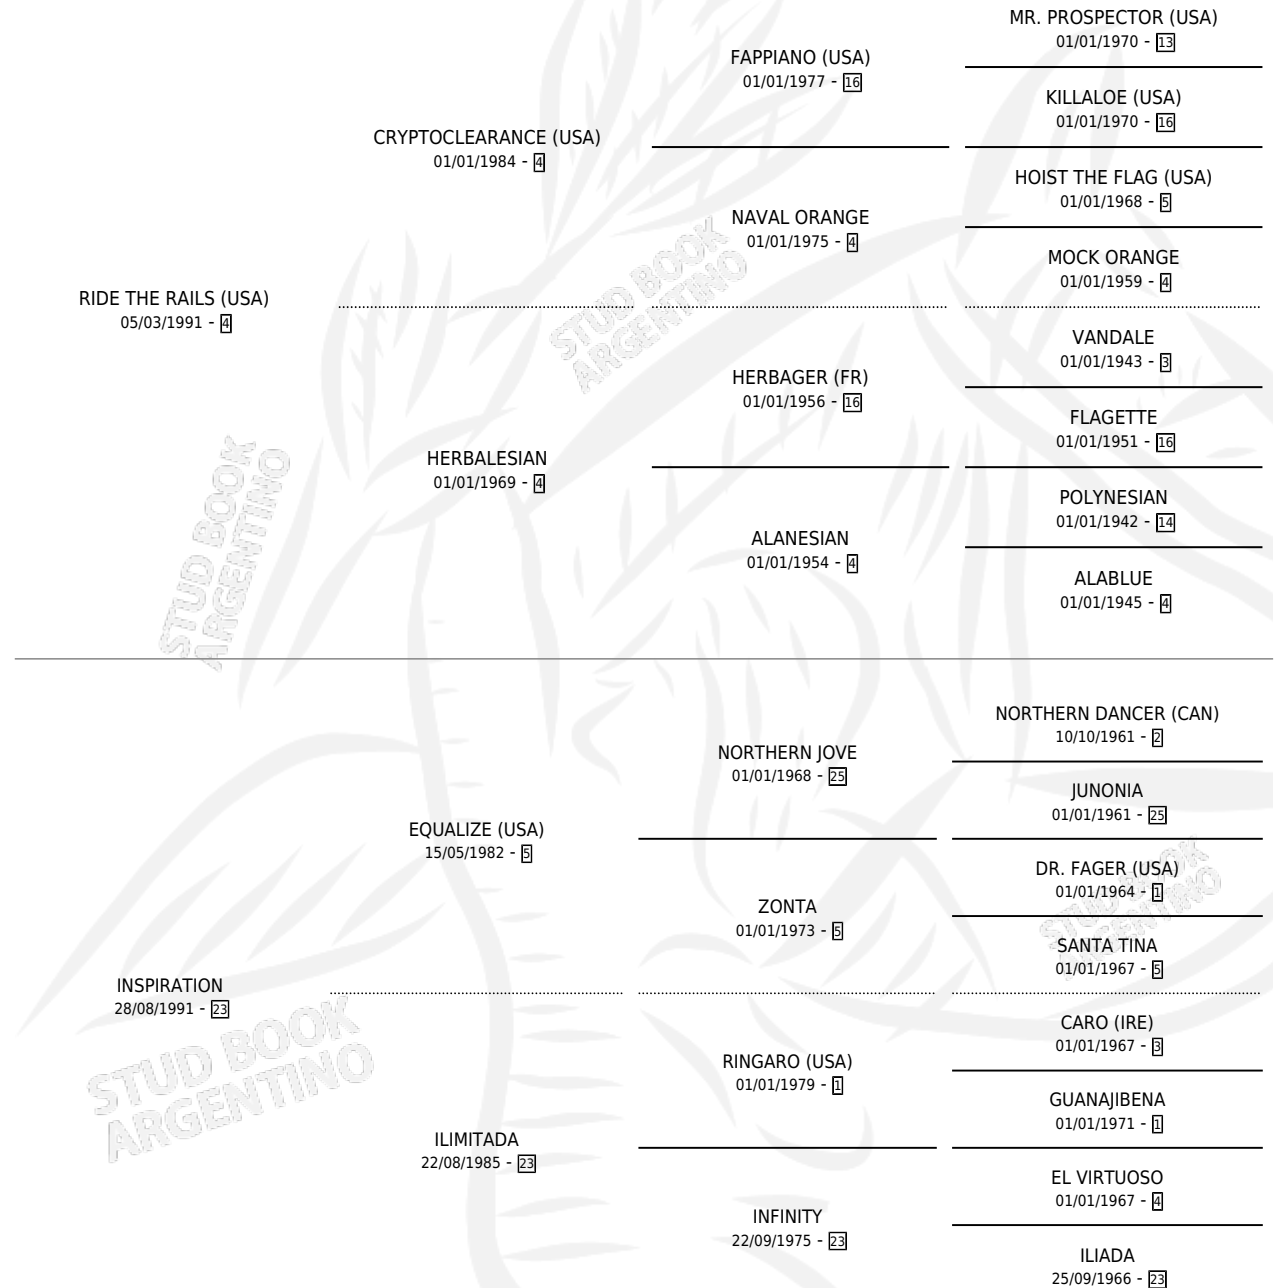 MR. PROSPECTOR (USA)
01/01/1970 - 13
FAPPIANO (USA)
01/01/1977 - 16
KILLALOE (USA)
01/01/1970 - 16
CRYPTOCLEARANCE (USA)
01/01/1984 - 4
HOIST THE FLAG (USA)
01/01/1968 - 5
NAVAL ORANGE
01/01/1975 - 4
MOCK ORANGE
01/01/1959 - 4
RIDE THE RAILS (USA)
05/03/1991 - 4
VANDALE
01/01/1943 - 3
HERBAGER (FR)
01/01/1956 - 16
FLAGETTE
01/01/1951 - 16
HERBALESIAN
01/01/1969 - 4
POLYNESIAN
01/01/1942 - 14
ALANESIAN
01/01/1954 - 4
ALABLUE
01/01/1945 - 4
NORTHERN DANCER (CAN)
10/10/1961 - 2
NORTHERN JOVE
01/01/1968 - 25
JUNONIA
01/01/1961 - 25
EQUALIZE (USA)
15/05/1982 - 5
DR. FAGER (USA)
01/01/1964 - 1
ZONTA
01/01/1973 - 5
SANTA TINA
01/01/1967 - 5
INSPIRATION
28/08/1991 - 23
CARO (IRE)
01/01/1967 - 3
RINGARO (USA)
01/01/1979 - 1
GUANAJIBENA
01/01/1971 - 1
ILIMITADA
22/08/1985 - 23
EL VIRTUOSO
01/01/1967 - 4
INFINITY
22/09/1975 - 23
ILIADA
25/09/1966 - 23
STUD BOOK
ARGENTINO
STUD BOOK
ARGENTINO
STUD BOOK
ARGENTINO
STUD BOOK
ARGENTINO